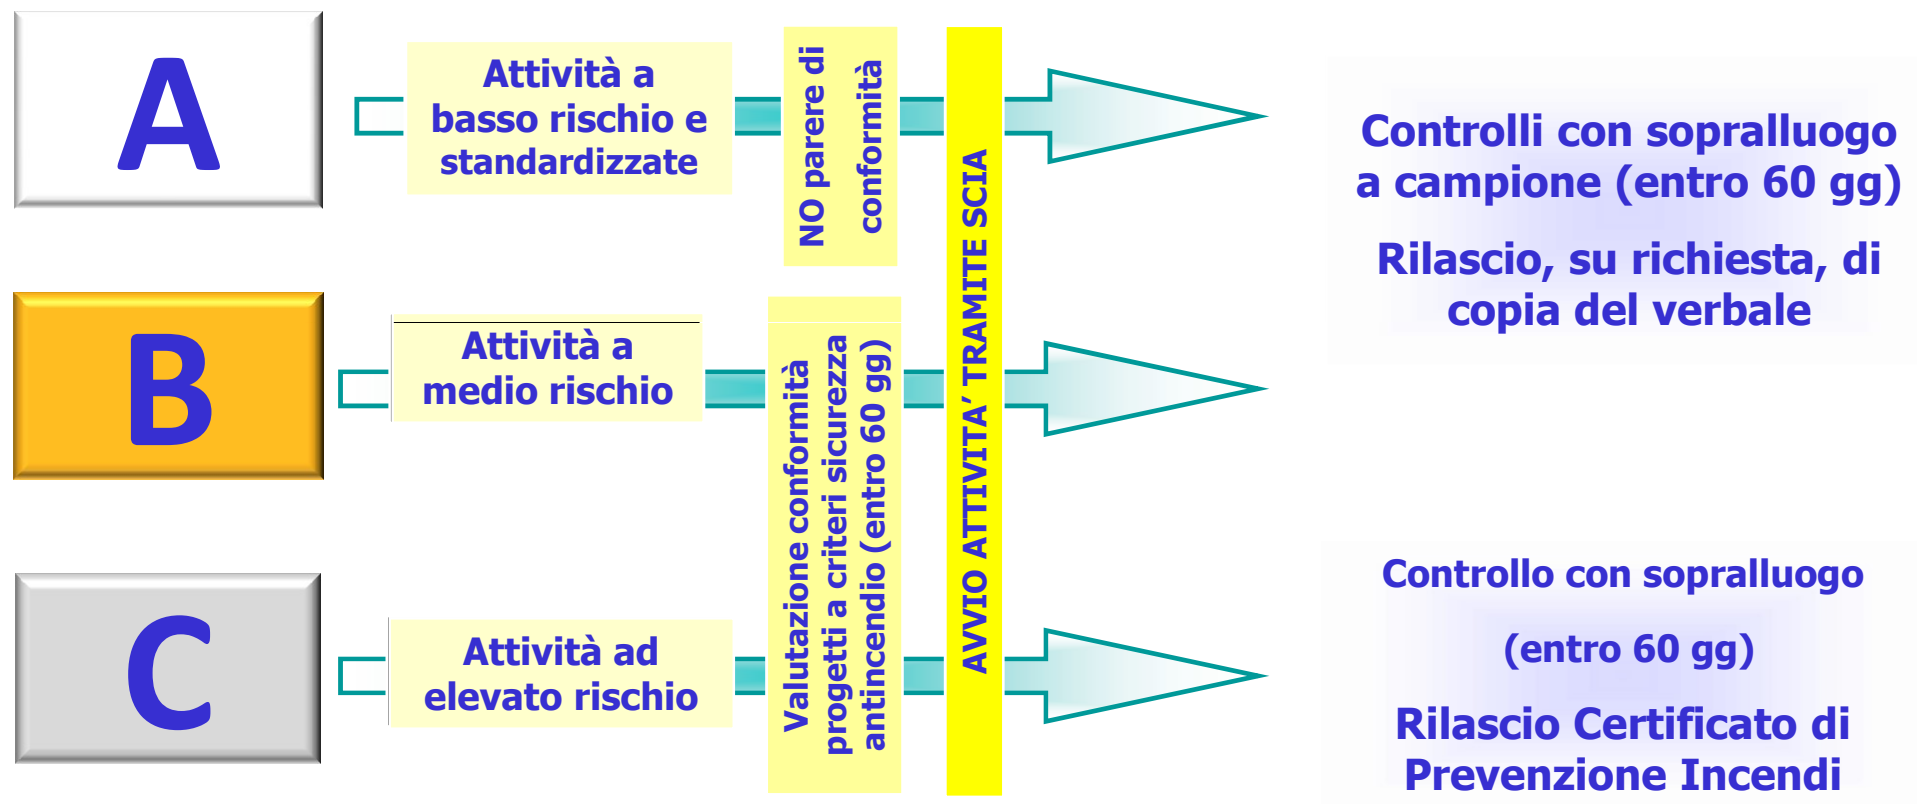 A
Attività a
basso rischio e
standardizzate
NO parere di
conformità
Controlli con sopralluogo
a campione (entro 60 gg)
Rilascio, su richiesta, di
copia del verbale
B
Attività a
medio rischio
Valutazione conformità
progetti a criteri sicurezza
antincendio (entro 60 gg)
AVVIO ATTIVITA’ TRAMITE SCIA
C
Attività ad
elevato rischio
Controllo con sopralluogo
(entro 60 gg)
Rilascio Certificato di
Prevenzione Incendi